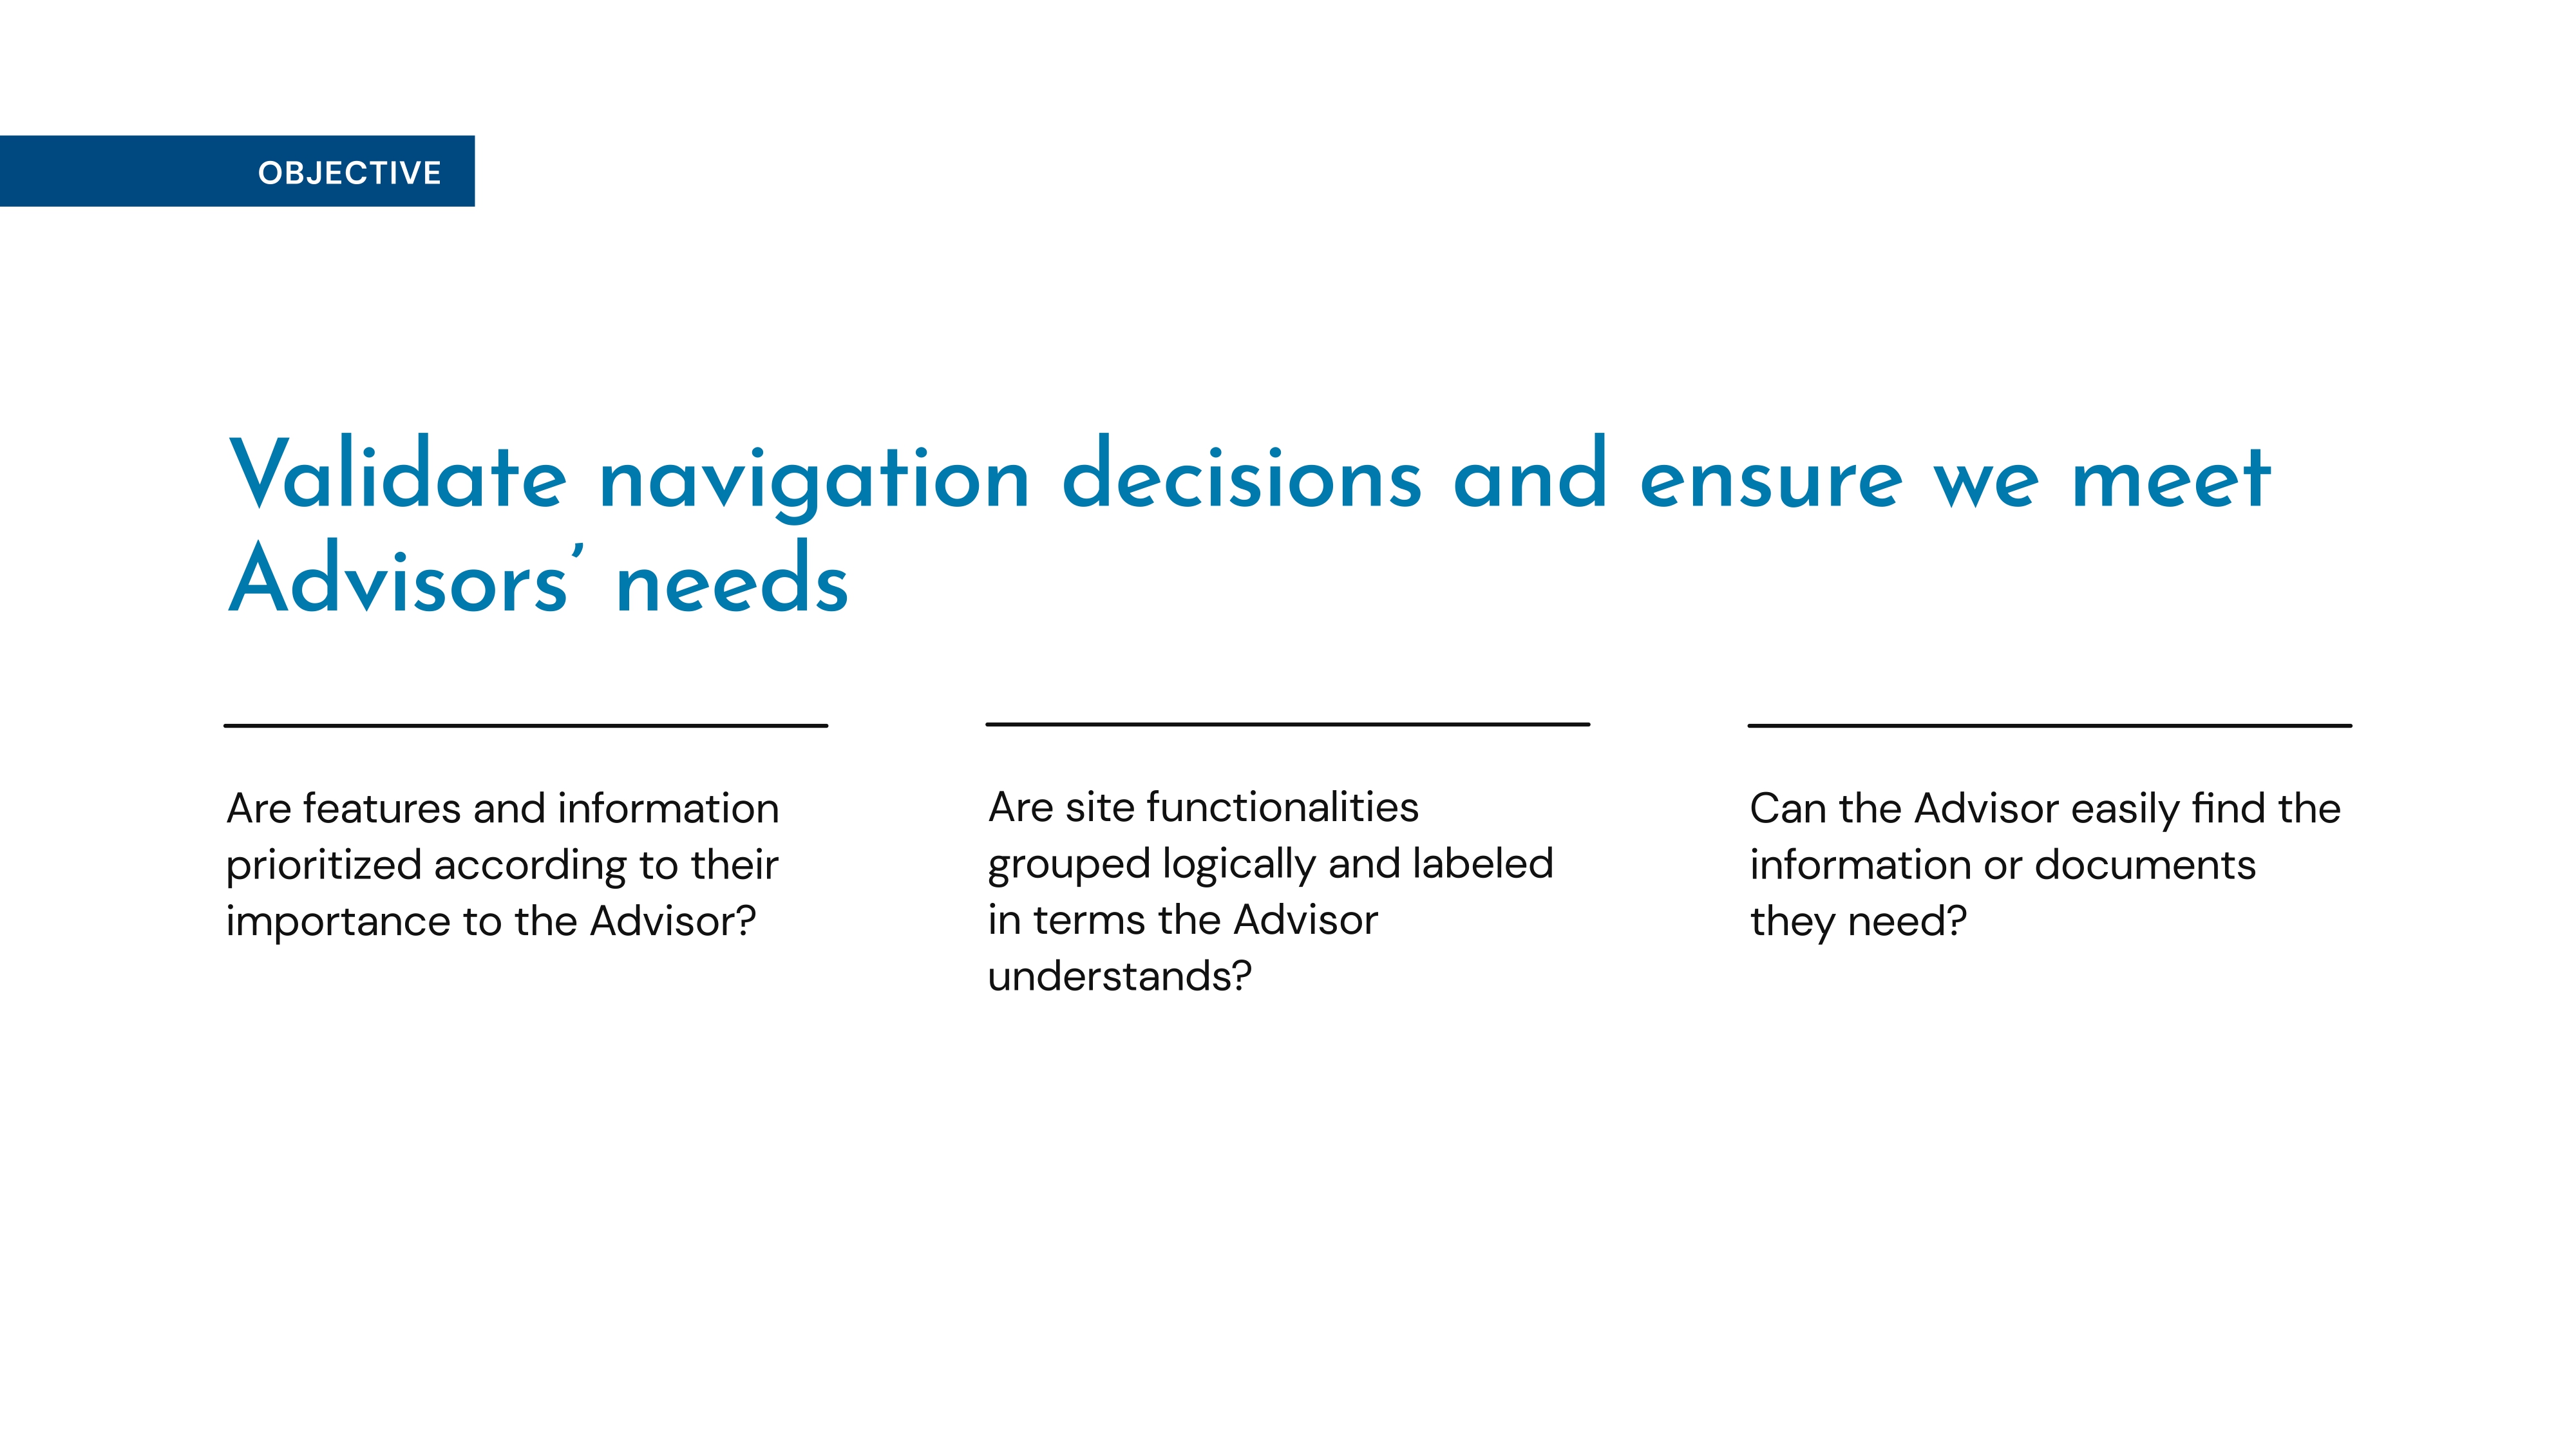 OBJECTIVE
Validate navigation decisions and ensure we meet
Advisors’ needs
Are features and information
prioritized according to their
importance to the Advisor?
Are site functionalities
grouped logically and labeled
in terms the Advisor
understands?
Can the Advisor easily find the
information or documents
they need?